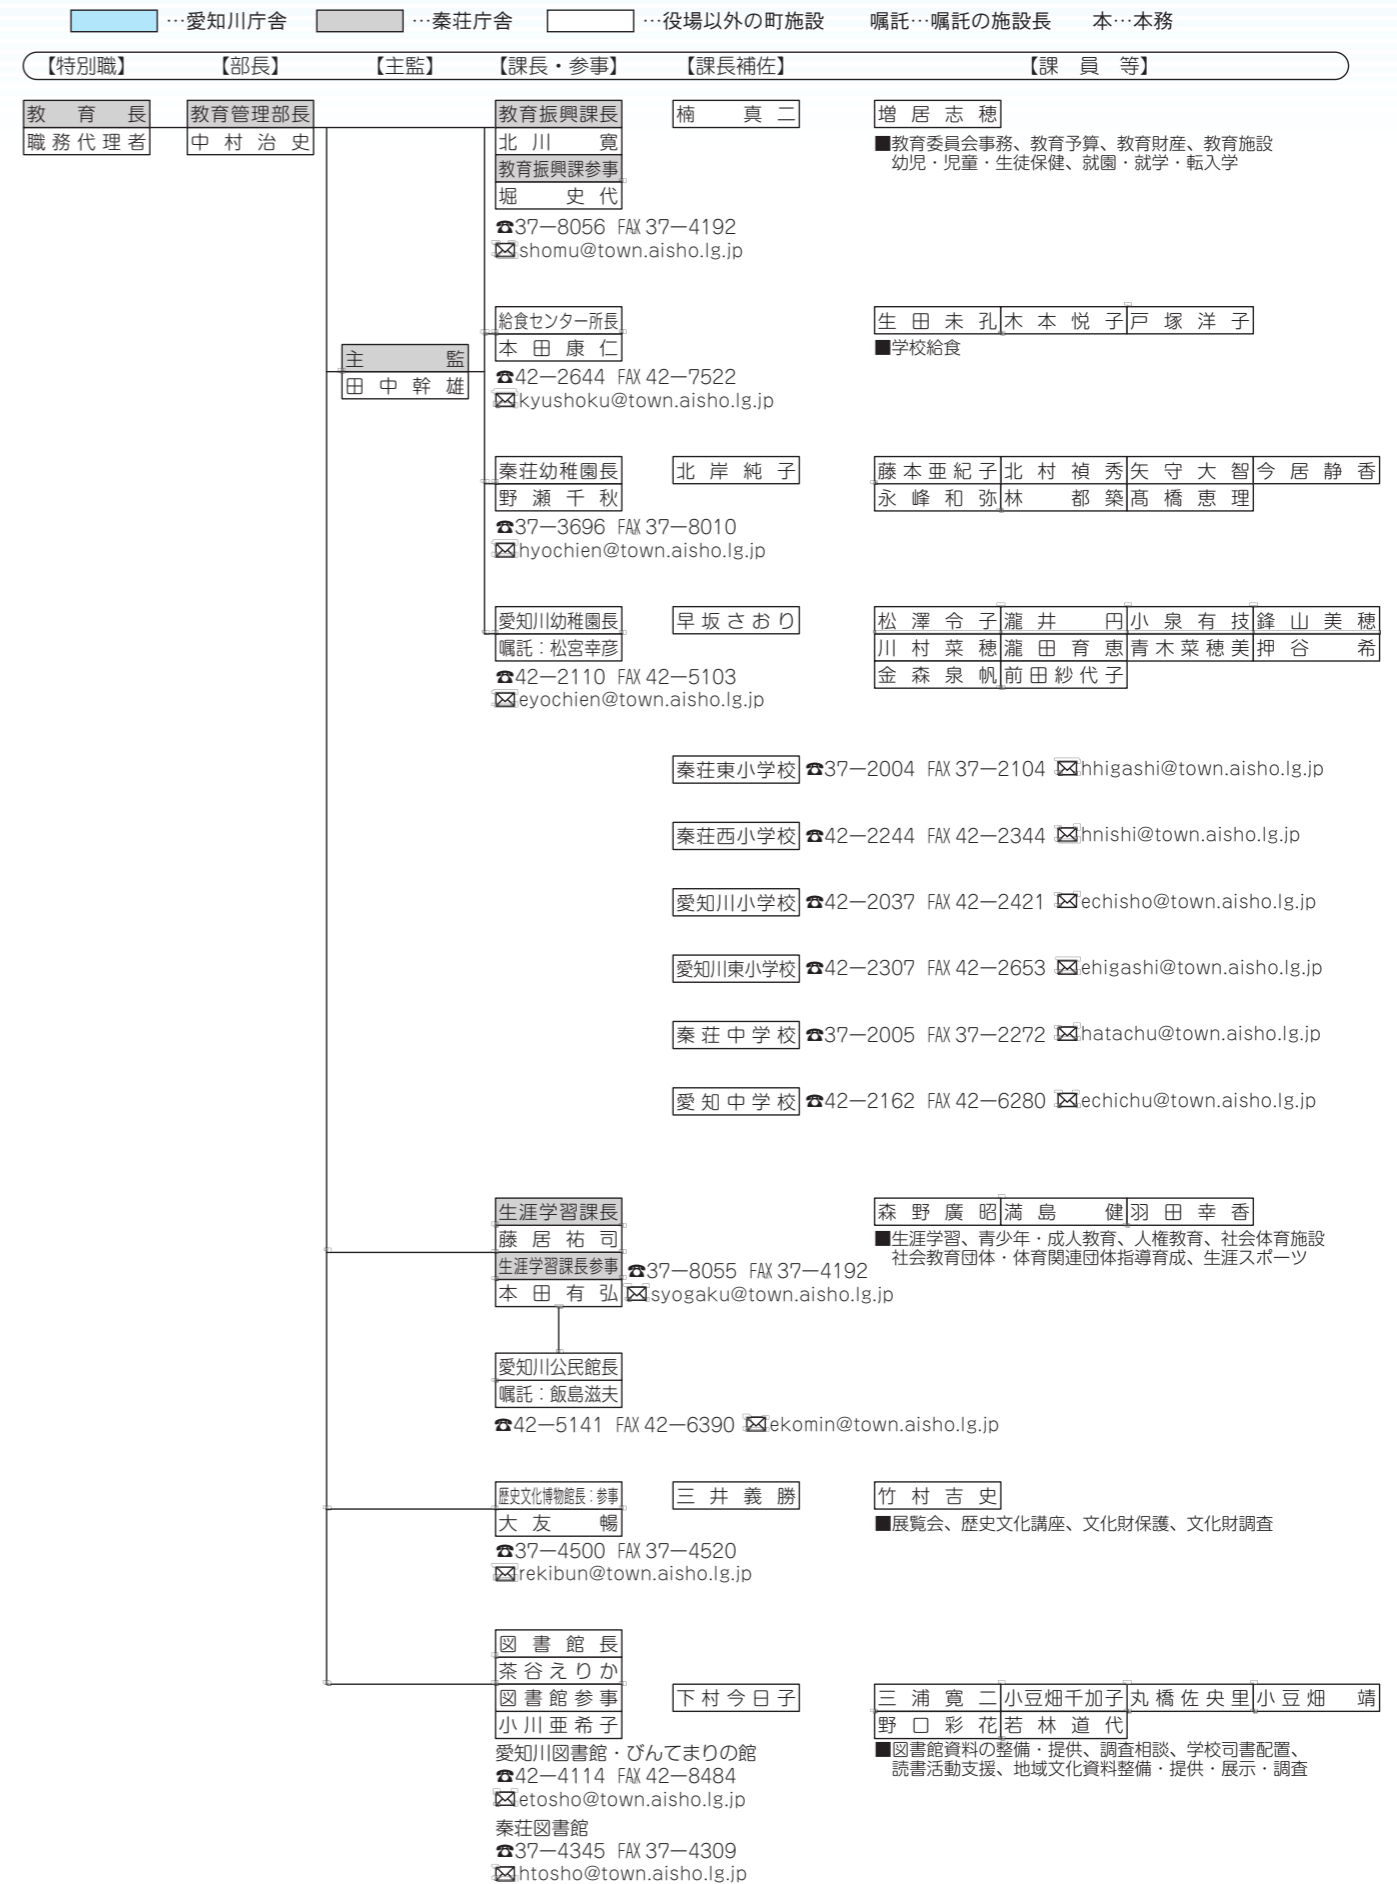 …愛知川庁舎 …秦荘庁舎 …役場以外の町施設 嘱託…嘱託の施設長 本…本務
【特別職】 【部長】 【主監】 【課長・参事】 【課長補佐】 【課員等】
教育長 教育管理部長 教育振興課長 楠真二 増居志穂
職務代理者 中村治史 北川寛
■教育委員会事務、教育予算、教育財産、教育施設
幼児・児童・生徒保健、就園・就学・転入学
教育振興課参事
堀史代
☎37－8056 FAX 37－4192
✉shomu@town.aisho.lg.jp
給食センター所長 生田未孔 木本悦子 戸塚洋子
本田康仁 ■学校給食
主監
田中幹雄
☎42－2644 FAX 42－7522
✉kyushoku@town.aisho.lg.jp
秦荘幼稚園長 北岸純子 藤本亜紀子 北村禎秀 矢守大智 今居静香
野瀬千秋 永峰和弥 林都築 髙橋恵理
☎37－3696 FAX 37－8010
✉hyochien@town.aisho.lg.jp
愛知川幼稚園長 早坂さおり 松澤令子 瀧井円 小泉有技 鋒山美穂
嘱託：松宮幸彦 川村菜穂 瀧田育恵 青木菜穂美 押谷希
☎42－2110 FAX 42－5103 金森泉帆 前田紗代子
✉eyochien@town.aisho.lg.jp
秦荘東小学校 ☎37－2004 FAX 37－2104 ✉hhigashi@town.aisho.lg.jp
秦荘西小学校 ☎42－2244 FAX 42－2344 ✉hnishi@town.aisho.lg.jp
愛知川小学校 ☎42－2037 FAX 42－2421 ✉echisho@town.aisho.lg.jp
愛知川東小学校 ☎42－2307 FAX 42－2653 ✉ehigashi@town.aisho.lg.jp
秦荘中学校 ☎37－2005 FAX 37－2272 ✉hatachu@town.aisho.lg.jp
愛知中学校 ☎42－2162 FAX 42－6280 ✉echichu@town.aisho.lg.jp
生涯学習課長 森野廣昭 満島健 羽田幸香
藤居祐司 ■生涯学習、青少年・成人教育、人権教育、社会体育施設
社会教育団体・体育関連団体指導育成、生涯スポーツ
生涯学習課長参事 ☎37－8055 FAX 37－4192
本田有弘 ✉syogaku@town.aisho.lg.jp
愛知川公民館長
嘱託：飯島滋夫
☎42－5141 FAX 42－6390 ✉ekomin@town.aisho.lg.jp
歴史文化博物館長：参事 三井義勝 竹村吉史
大友暢 ■展覧会、歴史文化講座、文化財保護、文化財調査
☎37－4500 FAX 37－4520
✉rekibun@town.aisho.lg.jp
図書館長
茶谷えりか
図書館参事 下村今日子 三浦寛二 小豆畑千加子 丸橋佐央里 小豆畑靖
小川亜希子 野口彩花 若林道代
愛知川図書館・びんてまりの館 ■図書館資料の整備・提供、調査相談、学校司書配置、
読書活動支援、地域文化資料整備・提供・展示・調査
☎42－4114 FAX 42－8484
✉etosho@town.aisho.lg.jp
秦荘図書館
☎37－4345 FAX 37－4309
✉htosho@town.aisho.lg.jp